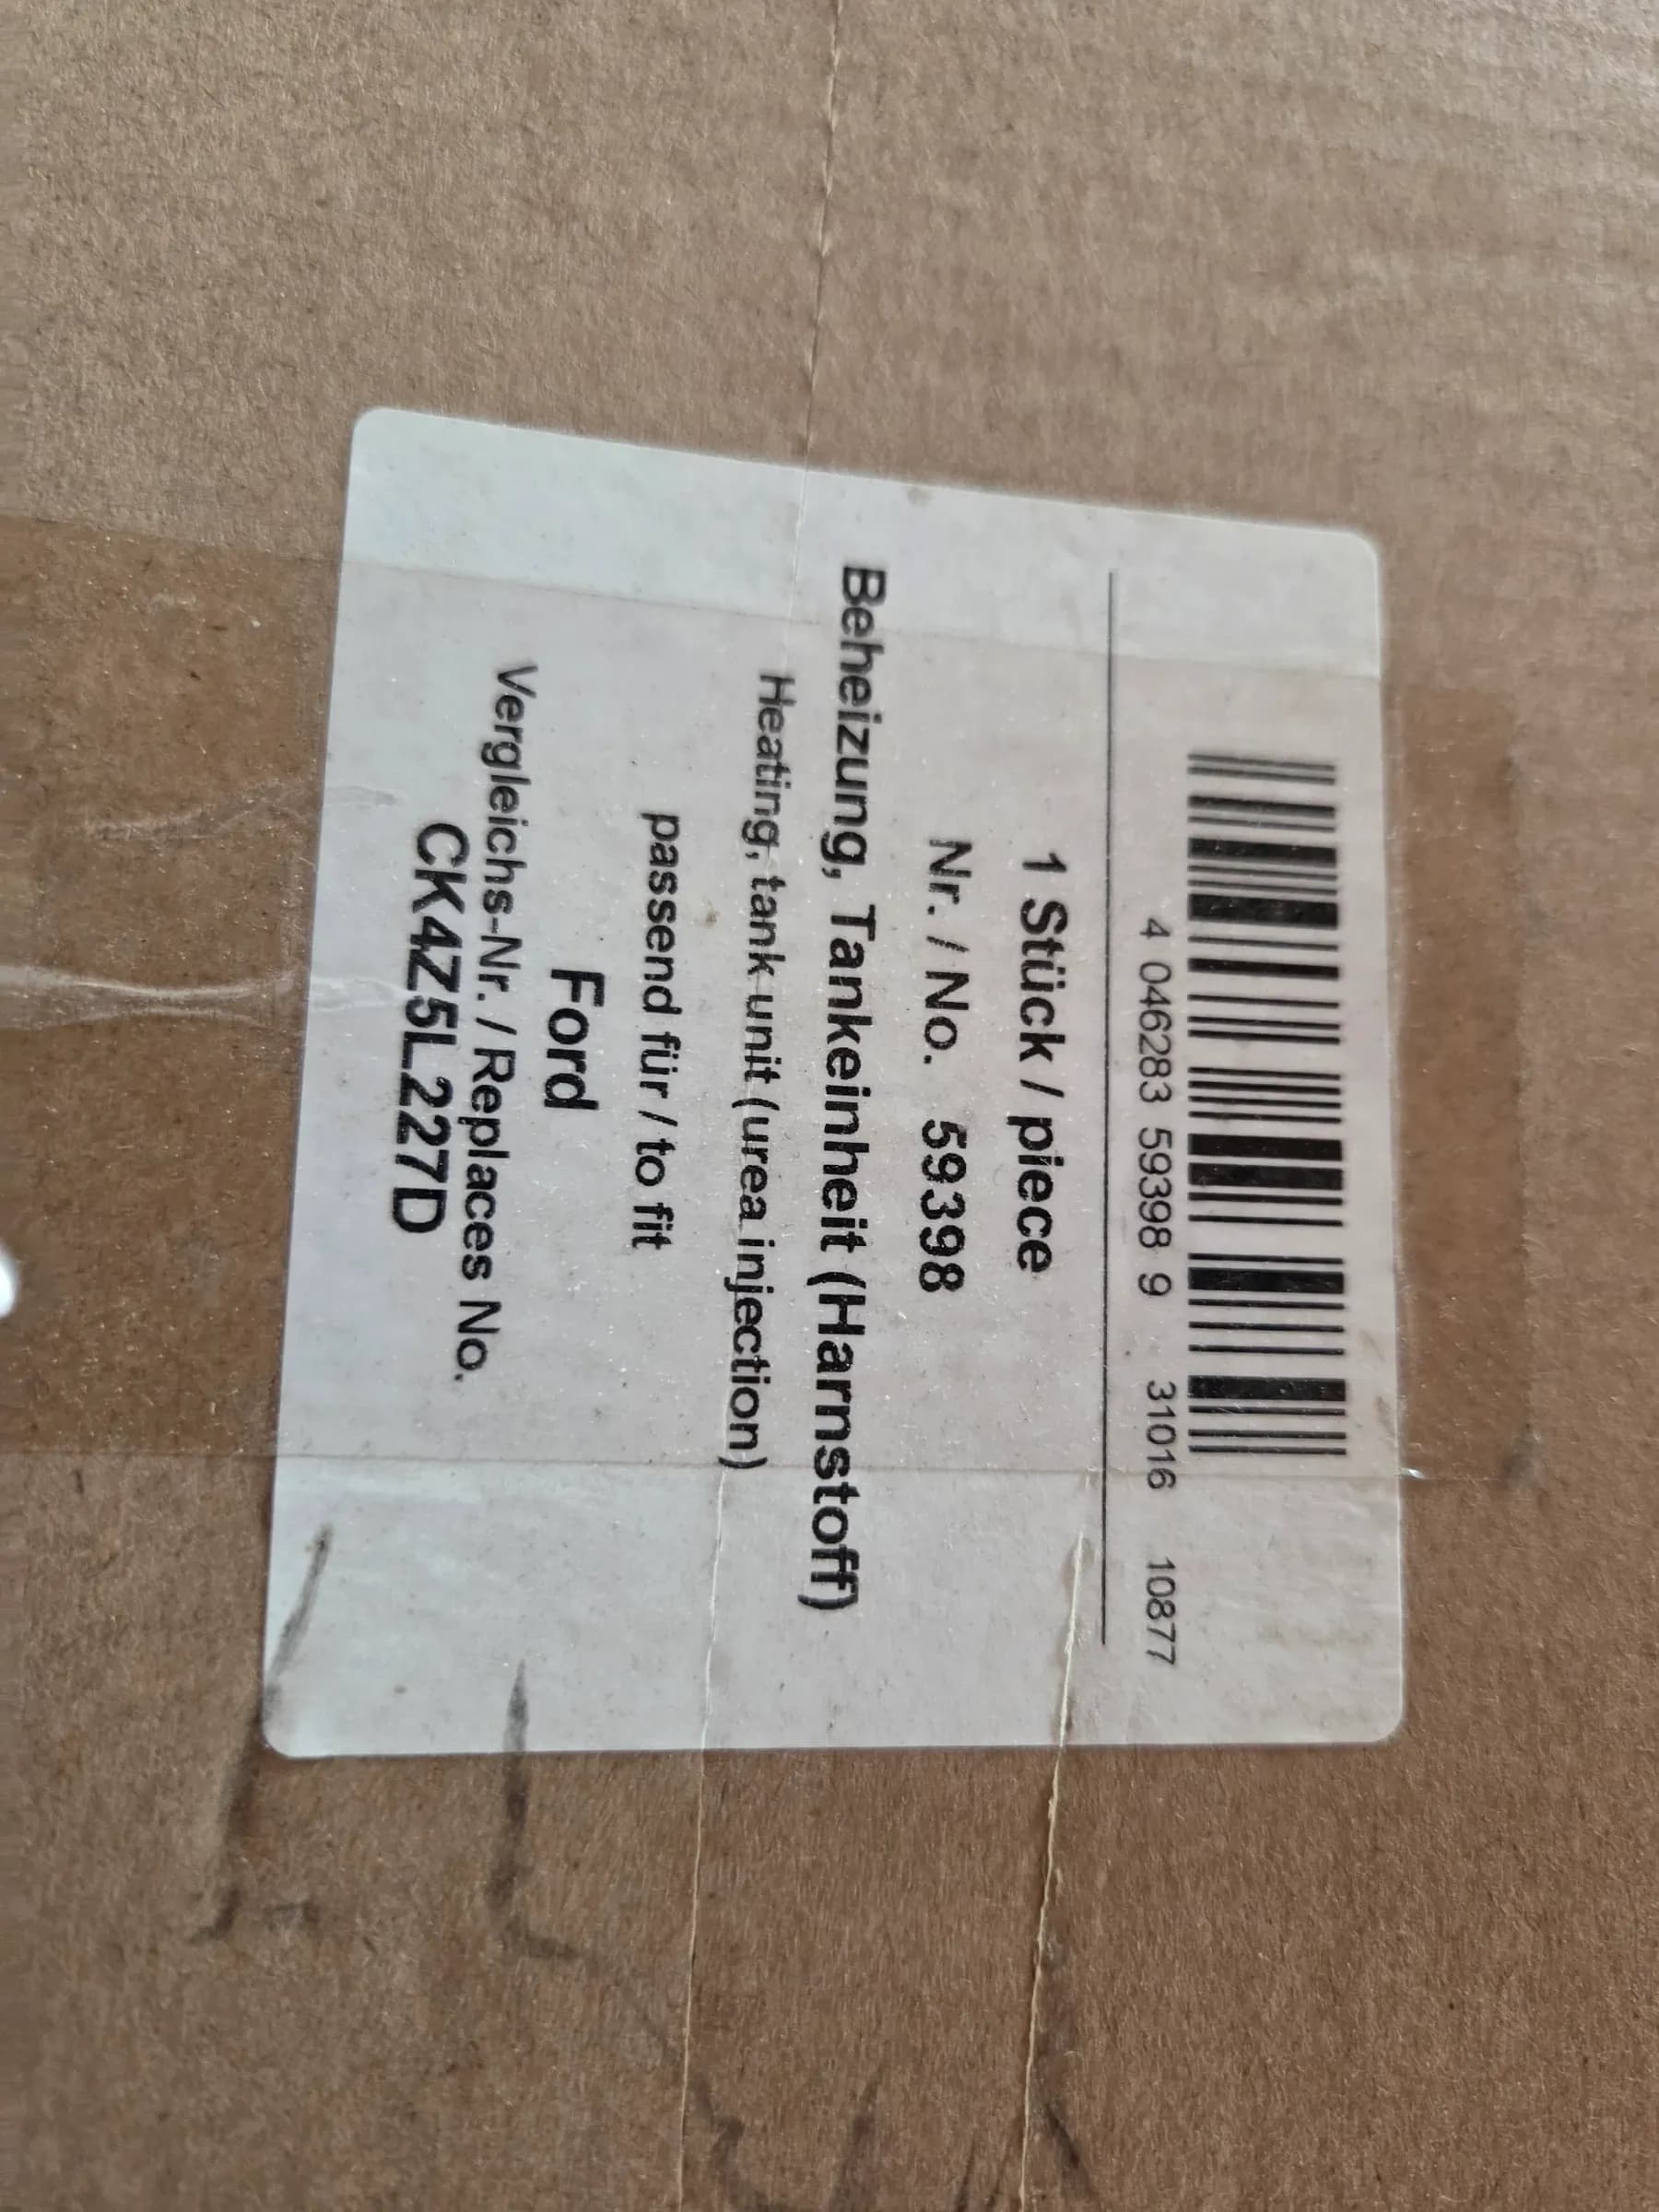 4 046283 59398 9 31016 10877
1 Stück / piece
Nr. / No. 59398
Beheizung, Tankeinheit (Harnstoff)
Heating, tank unit (urea injection)
passend für / to fit
Ford
Vergleichs-Nr. / Replaces No.
CK4Z5L227D